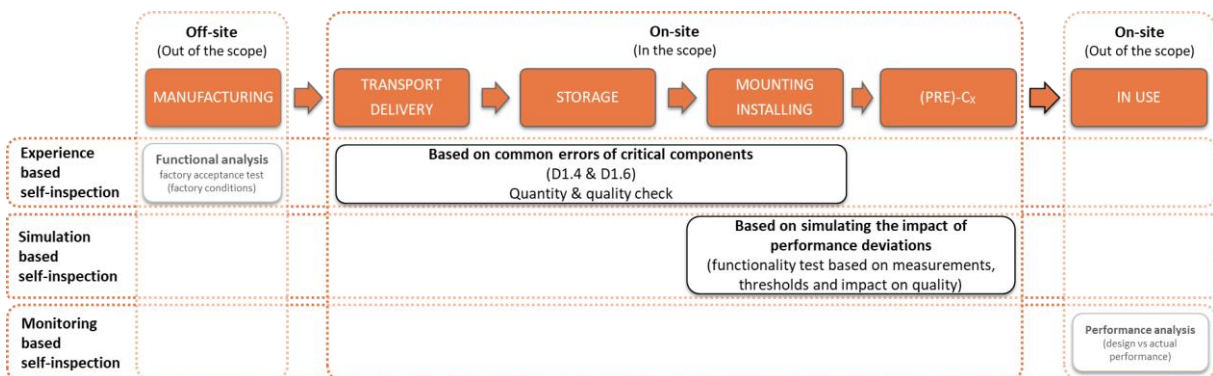 Off-site
(Out of the scope)
On-site
(In the scope)
On-site
(Out of the scope)
MANUFACTURING
TRANSPORT
DELIVERY
STORAGE
MOUNTING
INSTALLING
(PRE)-Cx
IN USE
Experience
based
self-inspection
Functional analysis
factory acceptance test
(factory conditions)
Based on common errors of critical components
(D1.4 & D1.6)
Quantity & quality check
Simulation
based
self-inspection
Based on simulating the impact of
performance deviations
(functionality test based on measurements,
thresholds and impact on quality)
Monitoring
based
self-inspection
Performance analysis
(design vs actual
performance)